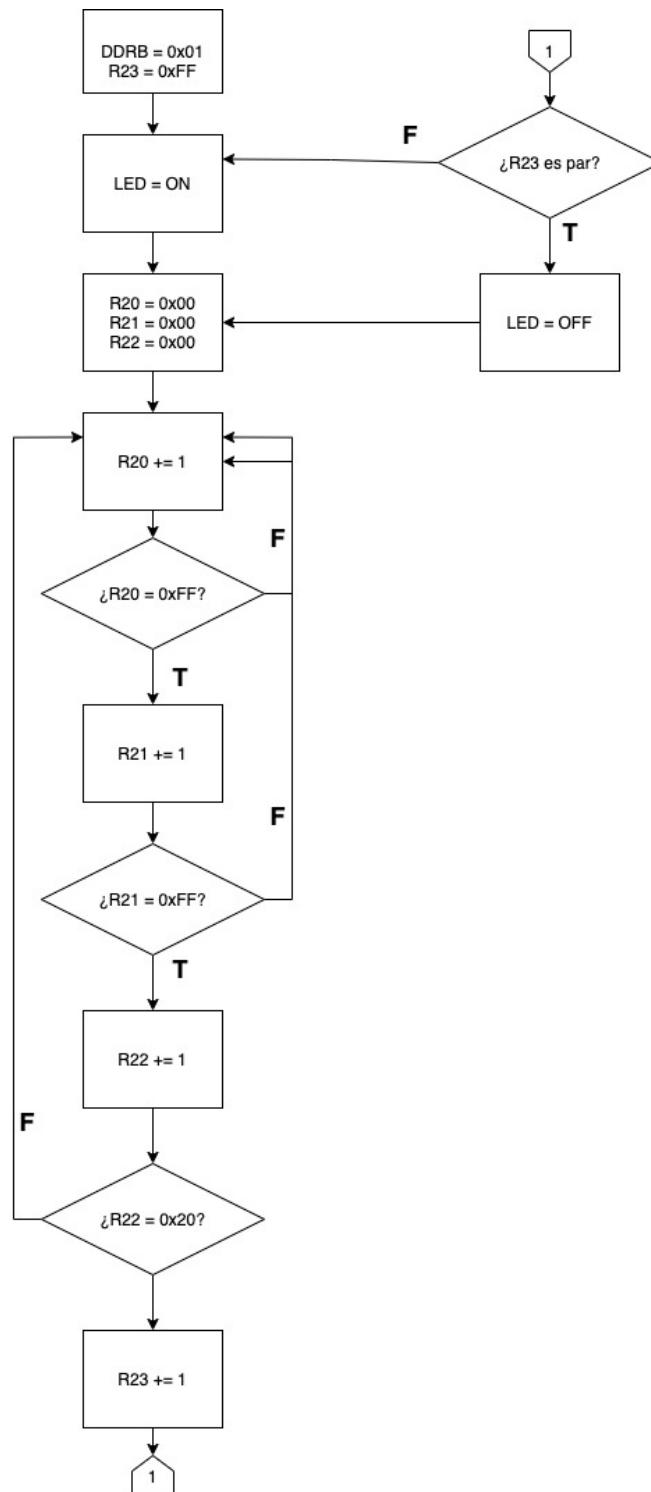 DDRB = 0x01
R23 = 0xFF
LED = ON
R20 = 0x00
R21 = 0x00
R22 = 0x00
R20 += 1
F
¿R20 = 0xFF?
T
R21 += 1
F
¿R21 = 0xFF?
T
R22 += 1
F
¿R22 = 0x20?
R23 += 1
1
1
F
¿R23 es par?
T
LED = OFF